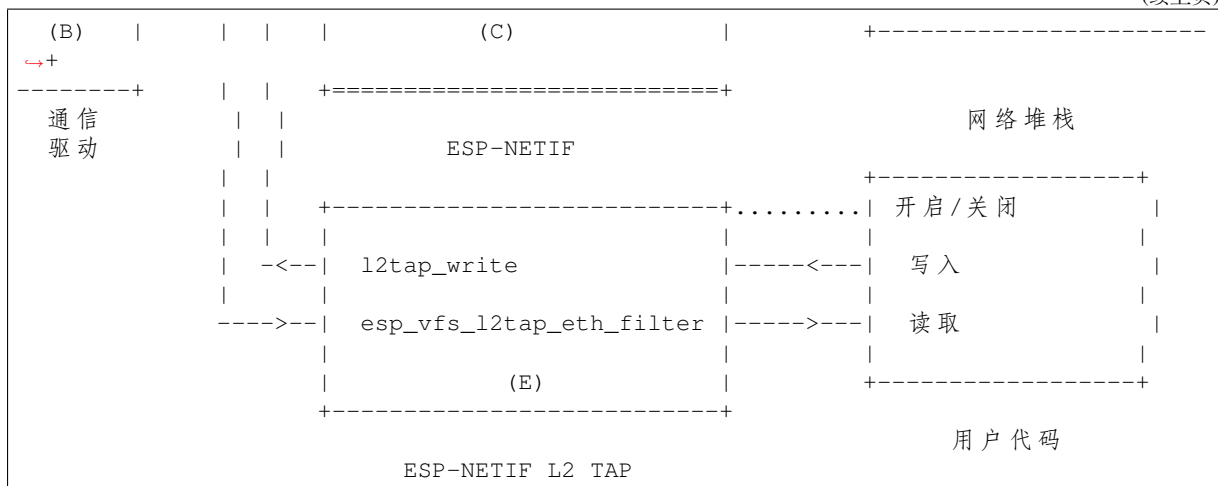 (B)    |      |  |   |          (C)                |         +-----------------------
↪+
--------+      |  |   +===========================+
通信          |  |                                                网络堆栈
驱动          |  |          ESP-NETIF
              |  |                                         +------------------+
              |  |   +---------------------------+.........| 开启/关闭         |
              |  |   |                           |         |                  |
              |  -<--|  l2tap_write              |-----<---|  写入             |
              |      |                           |         |                  |
              ---->--|  esp_vfs_l2tap_eth_filter |----->---|  读取             |
                     |                           |         |                  |
                     |            (E)            |         +------------------+
                     +---------------------------+
用户代码
ESP-NETIF L2 TAP